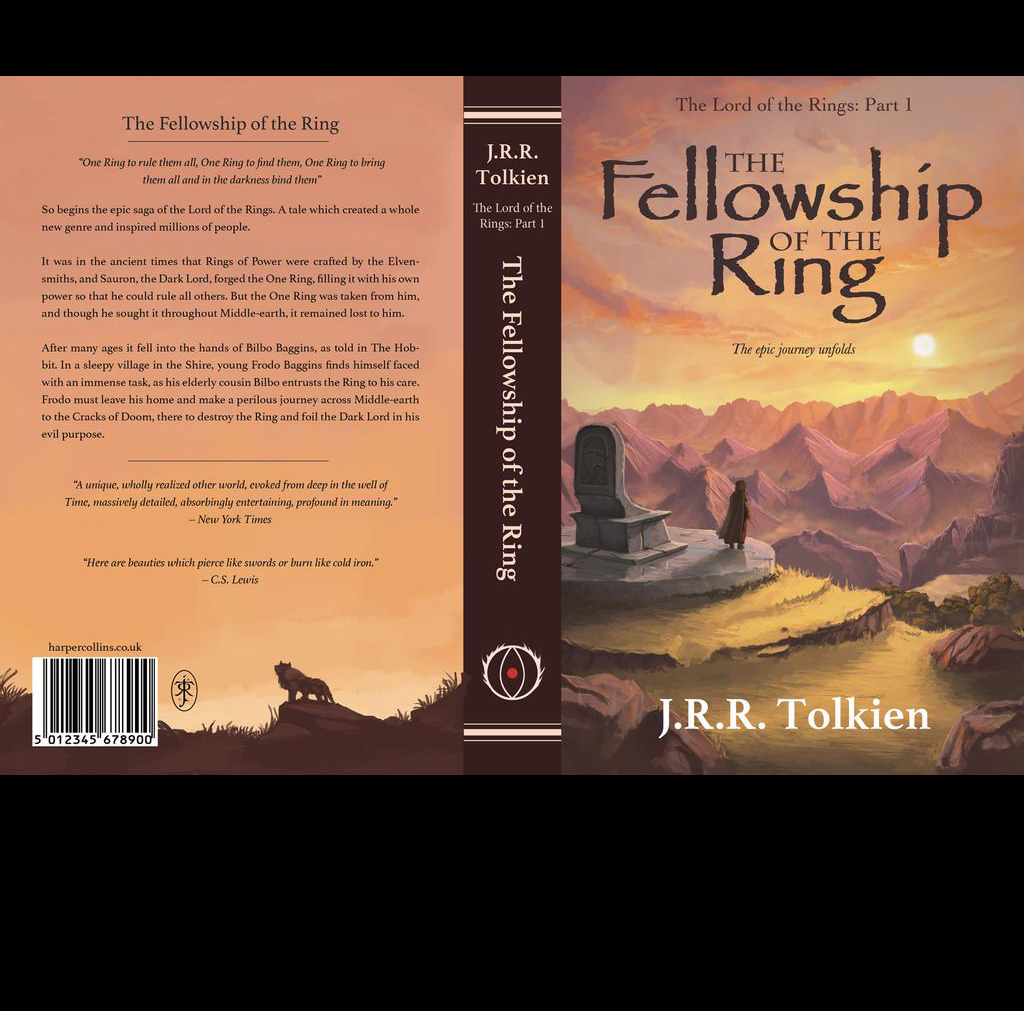 The Fellowship of the Ring
“One Ring to rule them all, One Ring to find them, One Ring to bring
them all and in the darkness bind them”
So begins the epic saga of the Lord of the Rings. A tale which created a whole
new genre and inspired millions of people.
It was in the ancient times that Rings of Power were crafted by the Elven-
smiths, and Sauron, the Dark Lord, forged the One Ring, filling it with his own
power so that he could rule all others. But the One Ring was taken from him,
and though he sought it throughout Middle-earth, it remained lost to him.
After many ages it fell into the hands of Bilbo Baggins, as told in The Hob-
bit. In a sleepy village in the Shire, young Frodo Baggins finds himself faced
with an immense task, as his elderly cousin Bilbo entrusts the Ring to his care.
Frodo must leave his home and make a perilous journey across Middle-earth
to the Cracks of Doom, there to destroy the Ring and foil the Dark Lord in his
evil purpose.
“A unique, wholly realized other world, evoked from deep in the well of
Time, massively detailed, absorbingly entertaining, profound in meaning.”
– New York Times
“Here are beauties which pierce like swords or burn like cold iron.”
– C.S. Lewis
harpercollins.co.uk
5 012345 678900
J.R.R.
Tolkien
The Lord of the
Rings: Part 1
The Fellowship of the Ring
The Lord of the Rings: Part 1
THE
Fellowship
OF THE
Ring
The epic journey unfolds
J.R.R. Tolkien